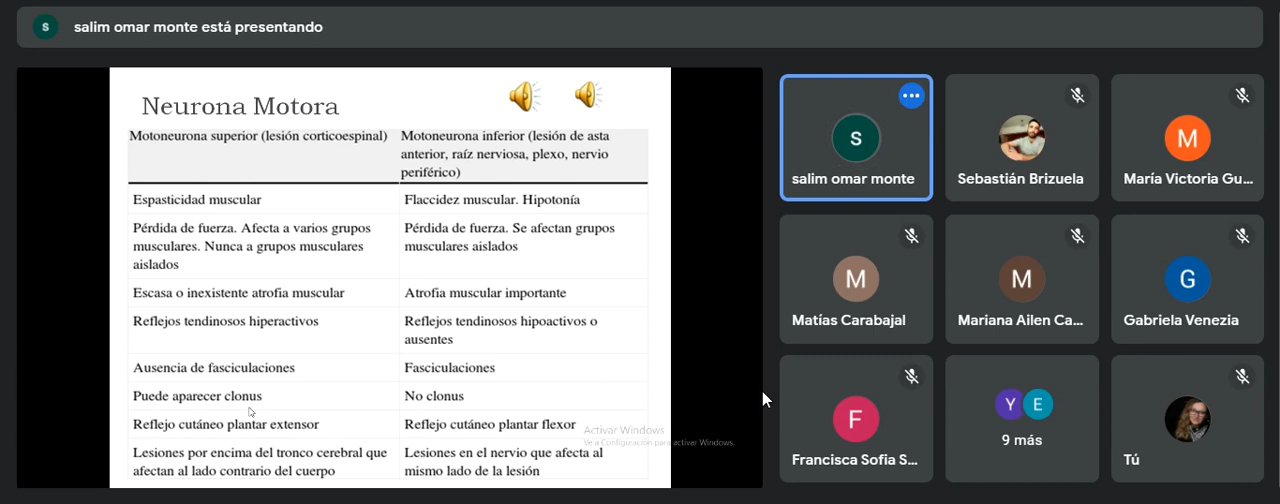 S
salim omar monte está presentando
Neurona Motora
Motoneurona superior (lesión corticoespinal)
Motoneurona inferior (lesión de asta
anterior, raíz nerviosa, plexo, nervio
periférico)
Espasticidad muscular
Flaccidez muscular. Hipotonía
Pérdida de fuerza. Afecta a varios grupos
musculares. Nunca a grupos musculares
aislados
Pérdida de fuerza. Se afectan grupos
musculares aislados
Escasa o inexistente atrofia muscular
Atrofia muscular importante
Reflejos tendinosos hiperactivos
Reflejos tendinosos hipoactivos o
ausentes
Ausencia de fasciculaciones
Fasciculaciones
Puede aparecer clonus
No clonus
Reflejo cutáneo plantar extensor
Reflejo cutáneo plantar flexor
Lesiones por encima del tronco cerebral que
afectan al lado contrario del cuerpo
Lesiones en el nervio que afecta al
mismo lado de la lesión
Activar Windows
Ve a Configuración para activar Windows.
S
salim omar monte
Sebastián Brizuela
M
María Victoria Gu...
M
Matías Carabajal
M
Mariana Ailen Ca...
G
Gabriela Venezia
F
Francisca Sofia S...
Y E
9 más
Tú